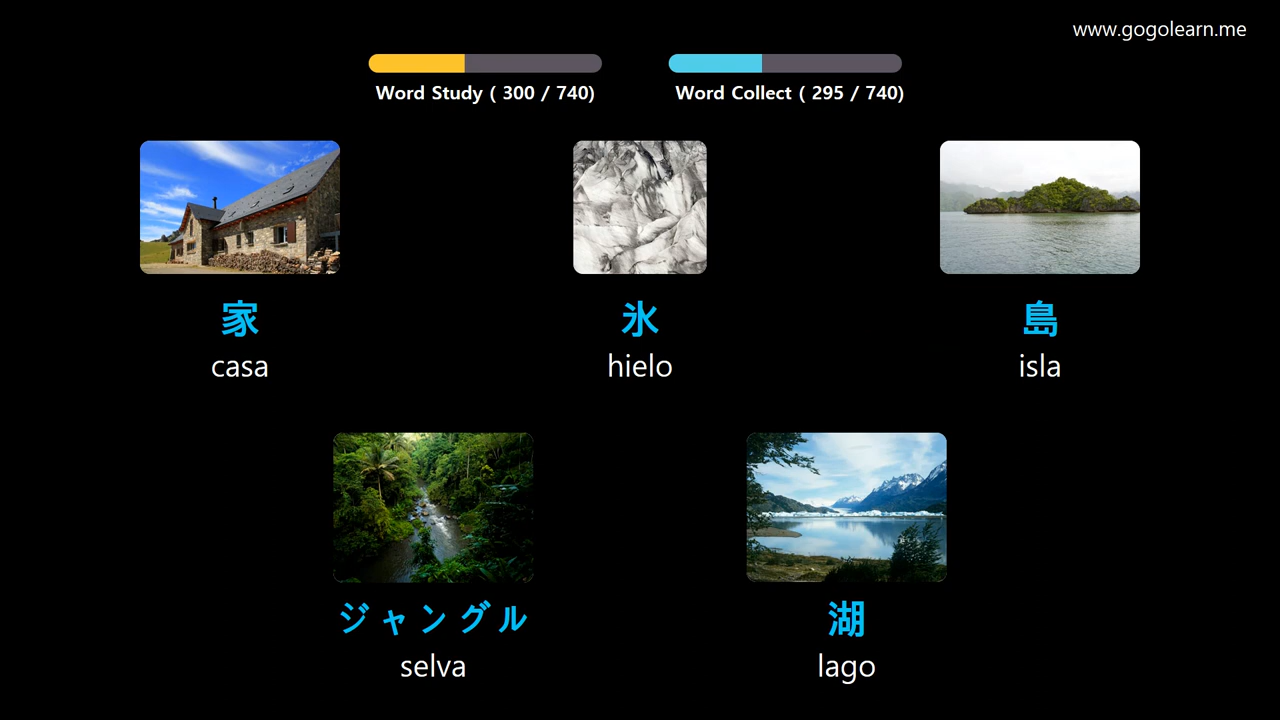 www.gogolearn.me
Word Study ( 300 / 740)
Word Collect ( 295 / 740)
家
casa
氷
hielo
島
isla
ジャングル
selva
湖
lago